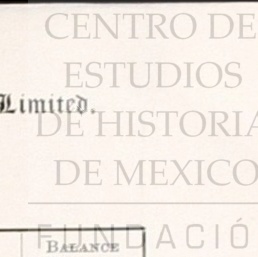 CENTRO DE
ESTUDIOS
Limited.
DE HISTORIA
DE MEXICO
FUNDACIÓ
BALANCE